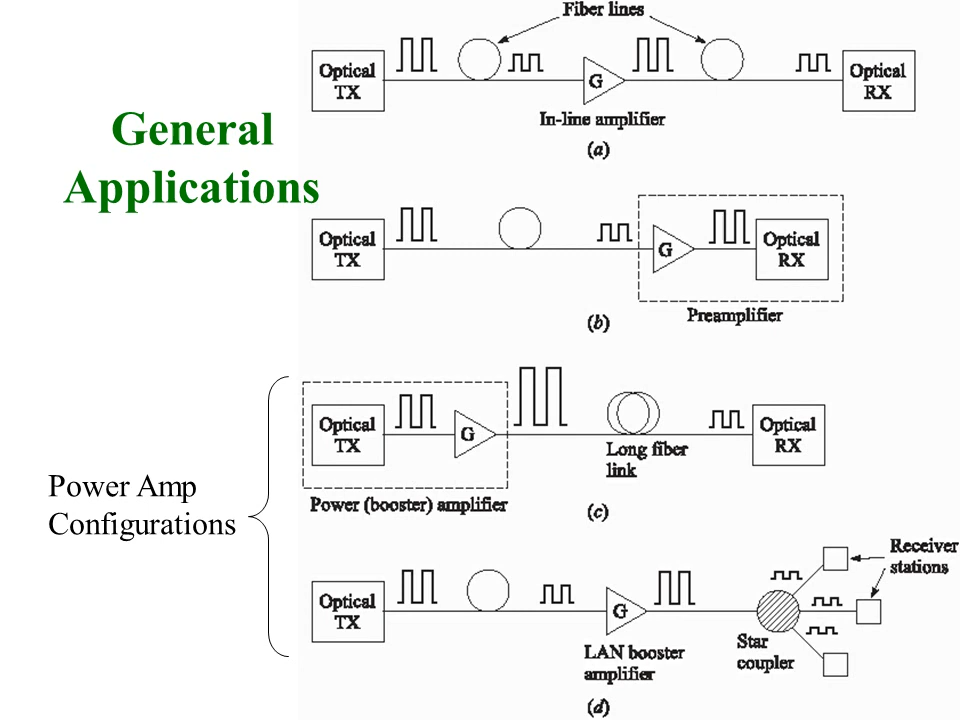 General
Applications
Fiber lines
Optical
TX
G
Optical
RX
In-line amplifier
(a)
Optical
TX
G
Optical
RX
Preamplifier
(b)
Power Amp
Configurations
Optical
TX
G
Long fiber
link
Optical
RX
Power (booster) amplifier
(c)
Optical
TX
G
LAN booster
amplifier
Star
coupler
Receiver
stations
(d)